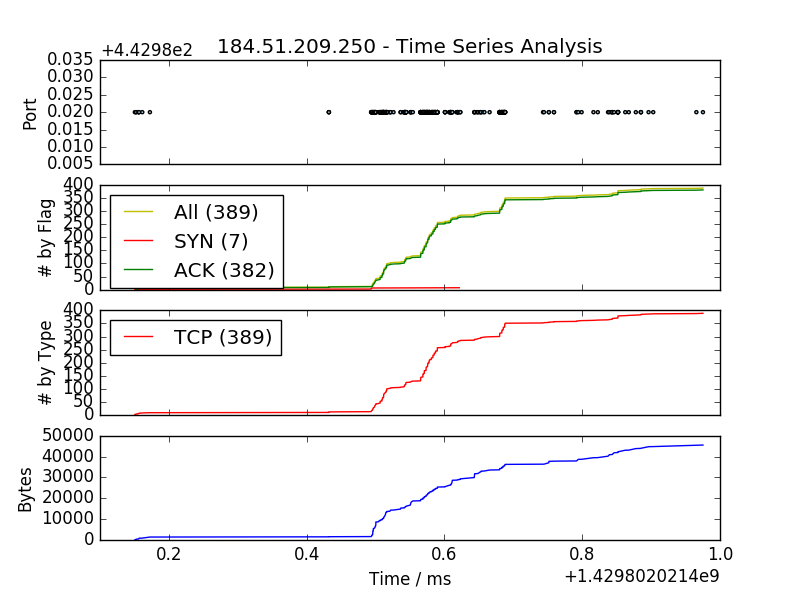 184.51.209.250 - Time Series Analysis
+4.4298e2
0.035
0.030
0.025
0.020
0.015
0.010
0.005
Port
400
350
300
250
200
150
100
50
0
# by Flag
All (389)
SYN (7)
ACK (382)
400
350
300
250
200
150
100
50
0
# by Type
TCP (389)
50000
40000
30000
20000
10000
0
Bytes
0.2 0.4 0.6 0.8 1.0
Time / ms
+1.4298020214e9